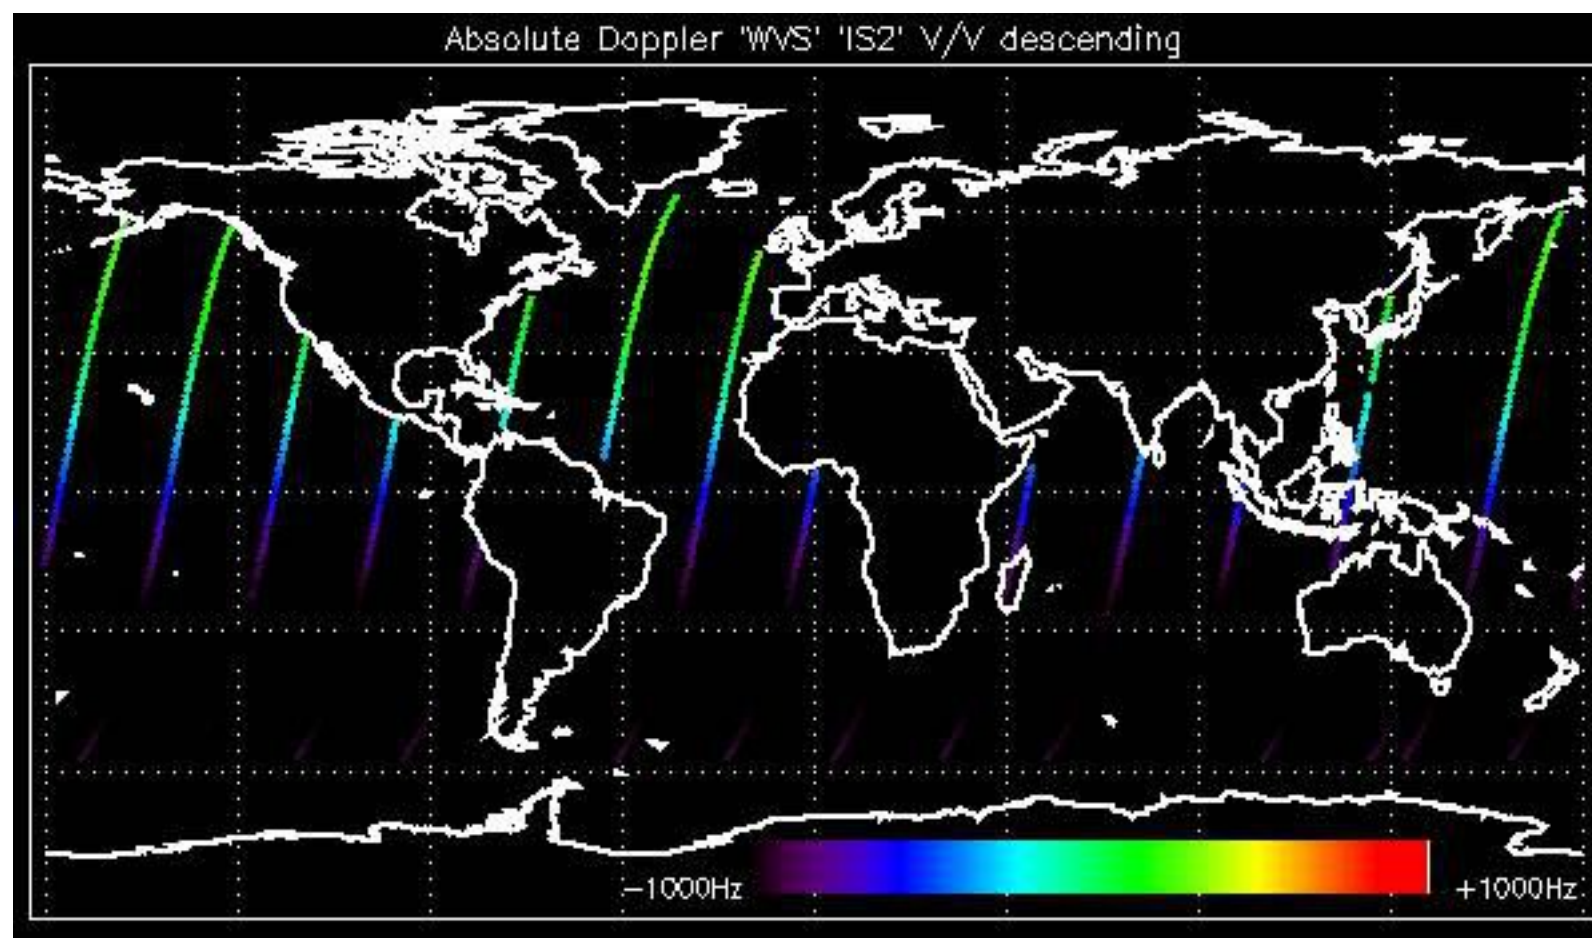 Absolute Doppler 'WVS' 'IS2' V/V descending
-1000Hz
+1000Hz